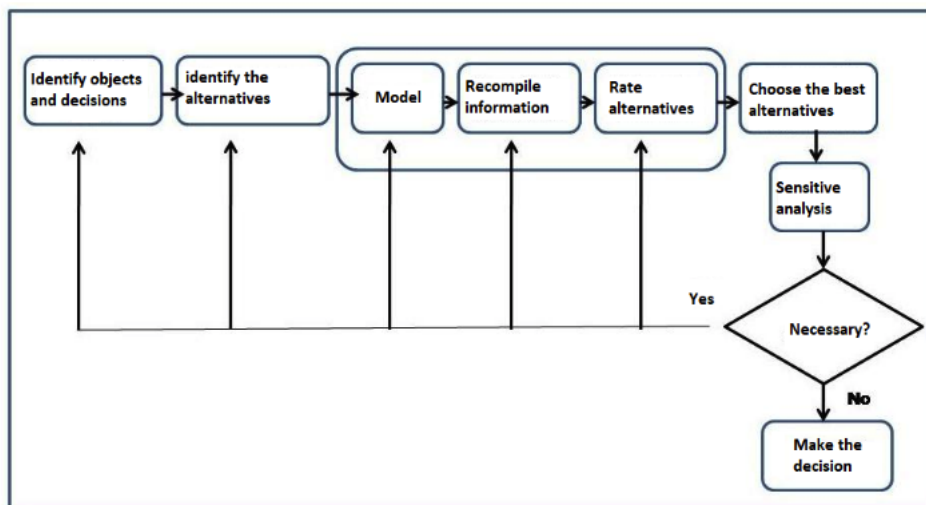 Identify objects
and decisions
identify the
alternatives
Model
Recompile
information
Rate
alternatives
Choose the best
alternatives
Sensitive
analysis
Yes
Necessary?
No
Make the
decision